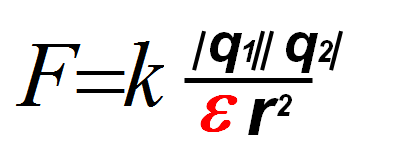 F=k |q₁||q₂|
ε r²